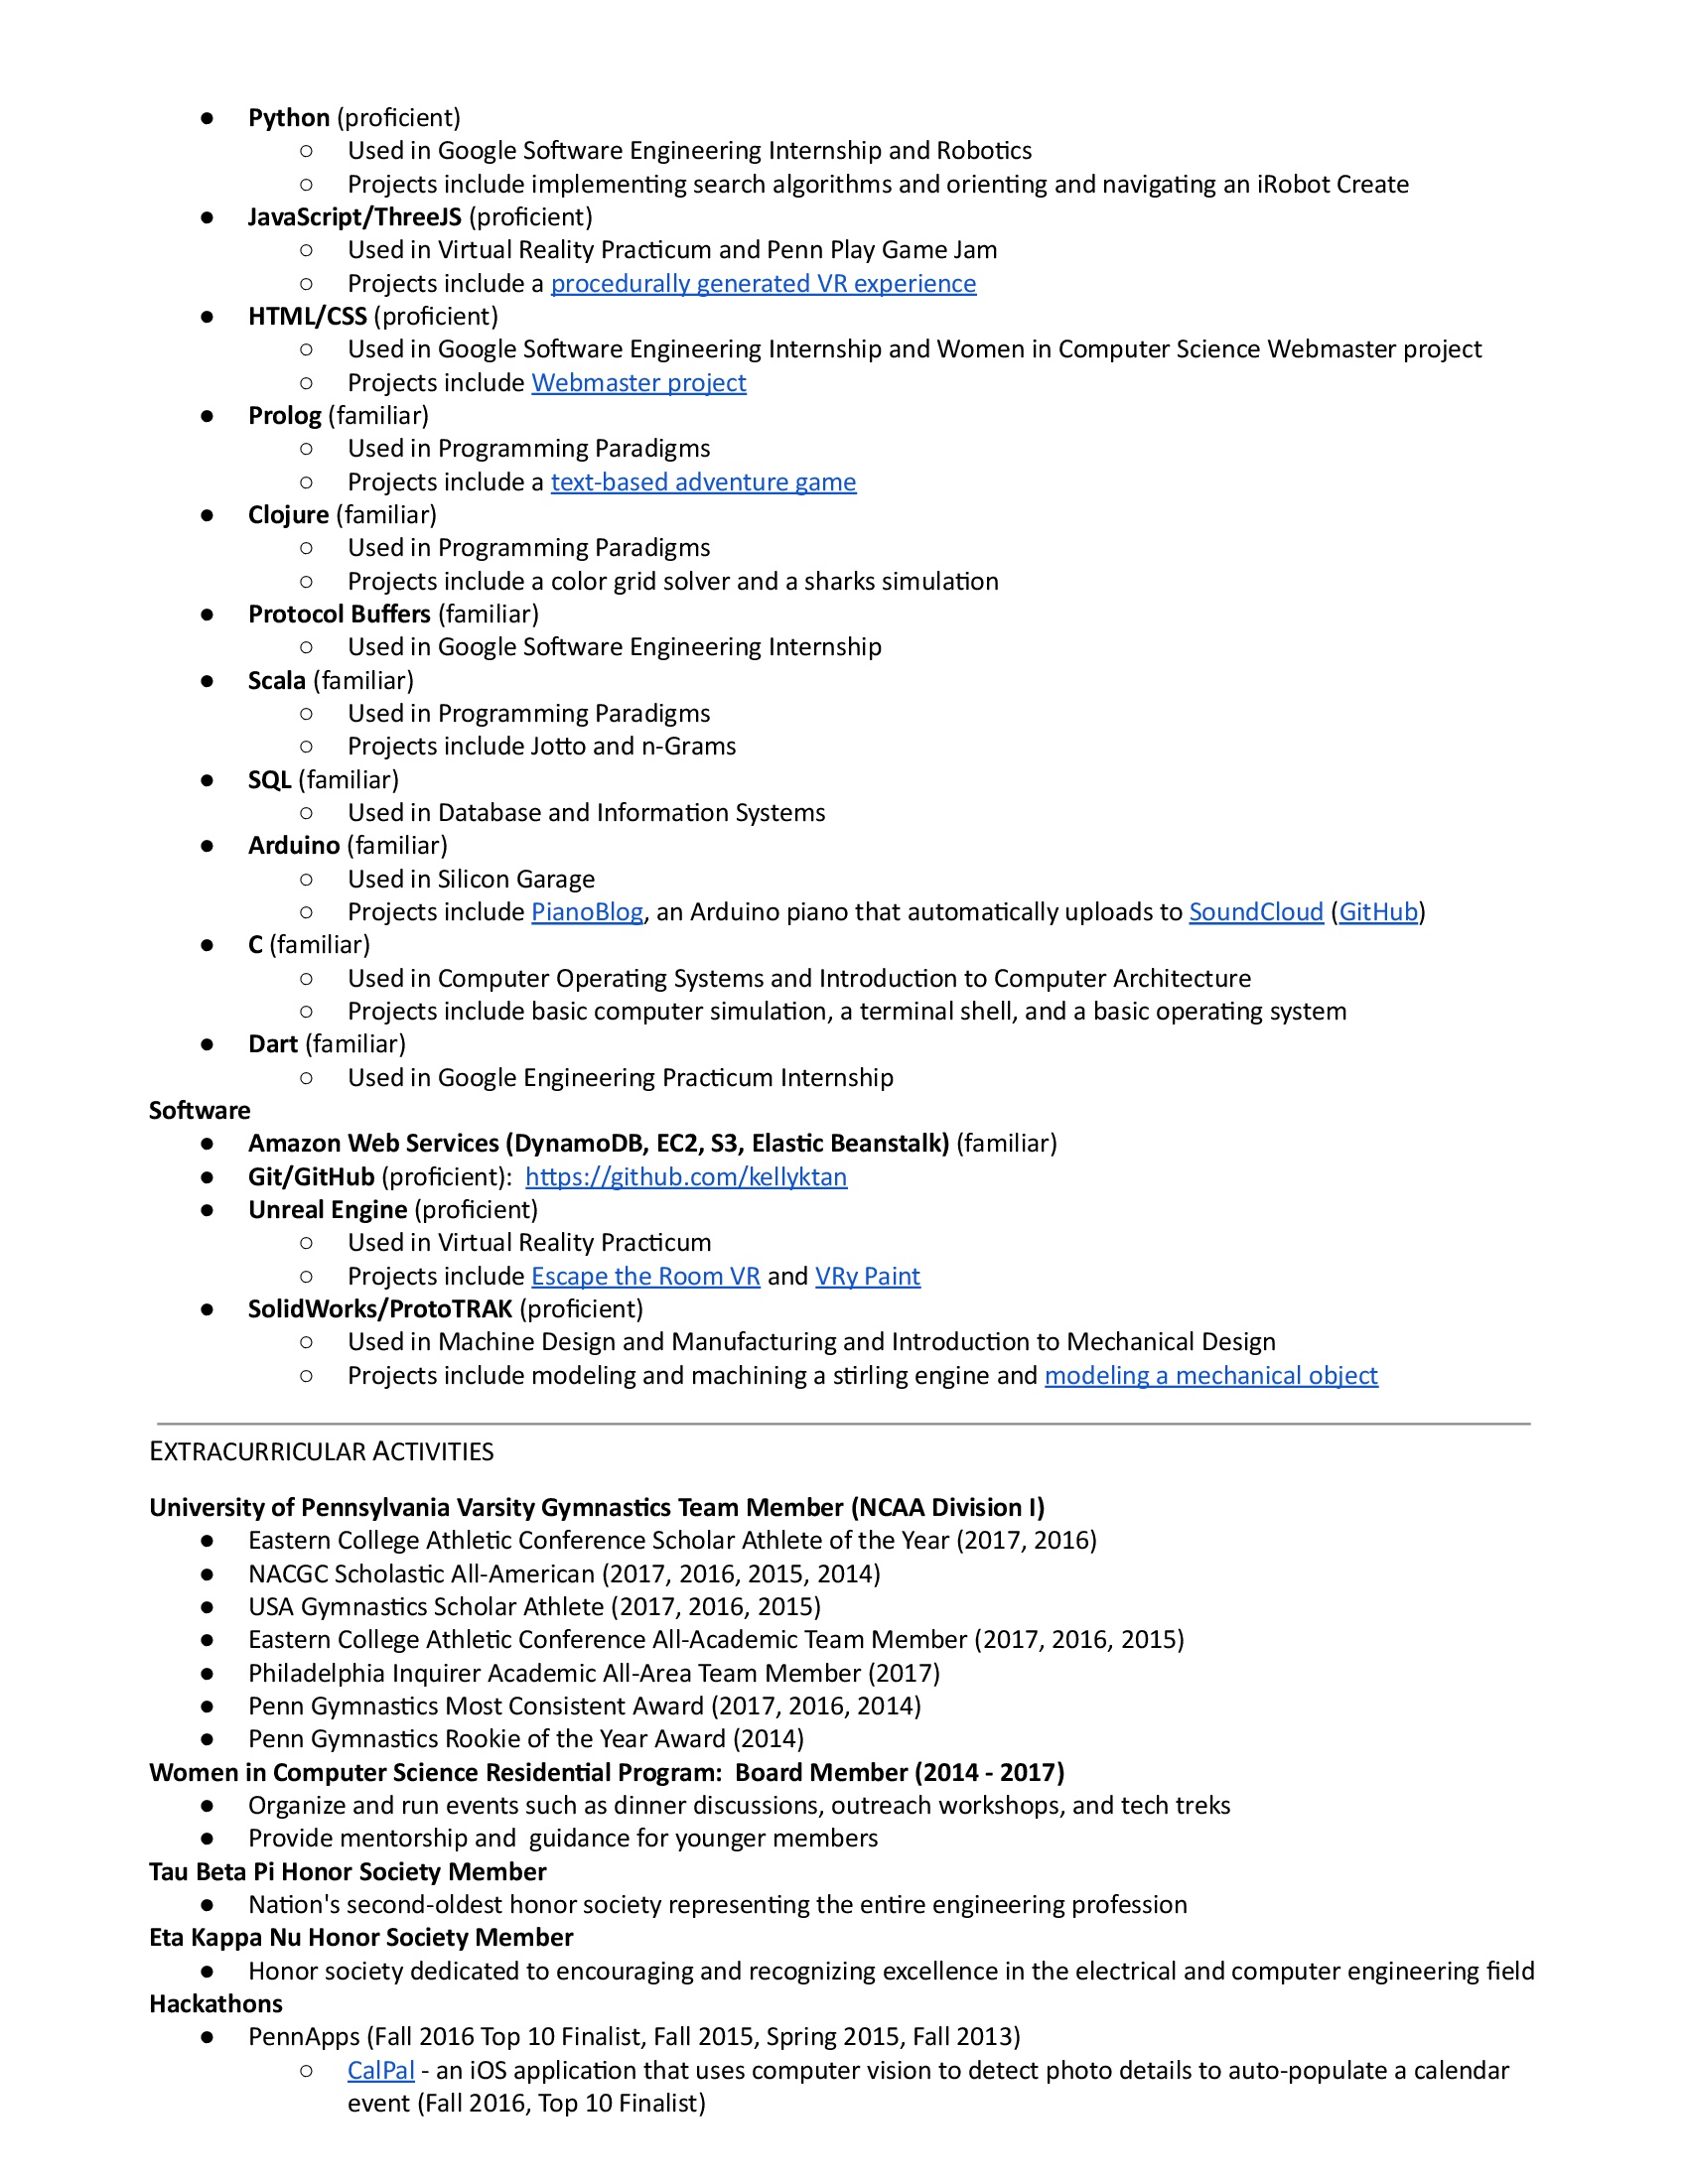 ● Python (proficient)
○ Used in Google Software Engineering Internship and Robotics
○ Projects include implementing search algorithms and orienting and navigating an iRobot Create
● JavaScript/ThreeJS (proficient)
○ Used in Virtual Reality Practicum and Penn Play Game Jam
○ Projects include a procedurally generated VR experience
● HTML/CSS (proficient)
○ Used in Google Software Engineering Internship and Women in Computer Science Webmaster project
○ Projects include Webmaster project
● Prolog (familiar)
○ Used in Programming Paradigms
○ Projects include a text-based adventure game
● Clojure (familiar)
○ Used in Programming Paradigms
○ Projects include a color grid solver and a sharks simulation
● Protocol Buffers (familiar)
○ Used in Google Software Engineering Internship
● Scala (familiar)
○ Used in Programming Paradigms
○ Projects include Jotto and n-Grams
● SQL (familiar)
○ Used in Database and Information Systems
● Arduino (familiar)
○ Used in Silicon Garage
○ Projects include PianoBlog, an Arduino piano that automatically uploads to SoundCloud (GitHub)
● C (familiar)
○ Used in Computer Operating Systems and Introduction to Computer Architecture
○ Projects include basic computer simulation, a terminal shell, and a basic operating system
● Dart (familiar)
○ Used in Google Engineering Practicum Internship
Software
● Amazon Web Services (DynamoDB, EC2, S3, Elastic Beanstalk) (familiar)
● Git/GitHub (proficient):  https://github.com/kellyktan
● Unreal Engine (proficient)
○ Used in Virtual Reality Practicum
○ Projects include Escape the Room VR and VRy Paint
● SolidWorks/ProtoTRAK (proficient)
○ Used in Machine Design and Manufacturing and Introduction to Mechanical Design
○ Projects include modeling and machining a stirling engine and modeling a mechanical object
EXTRACURRICULAR ACTIVITIES
University of Pennsylvania Varsity Gymnastics Team Member (NCAA Division I)
● Eastern College Athletic Conference Scholar Athlete of the Year (2017, 2016)
● NACGC Scholastic All-American (2017, 2016, 2015, 2014)
● USA Gymnastics Scholar Athlete (2017, 2016, 2015)
● Eastern College Athletic Conference All-Academic Team Member (2017, 2016, 2015)
● Philadelphia Inquirer Academic All-Area Team Member (2017)
● Penn Gymnastics Most Consistent Award (2017, 2016, 2014)
● Penn Gymnastics Rookie of the Year Award (2014)
Women in Computer Science Residential Program:  Board Member (2014 - 2017)
● Organize and run events such as dinner discussions, outreach workshops, and tech treks
● Provide mentorship and  guidance for younger members
Tau Beta Pi Honor Society Member
● Nation's second-oldest honor society representing the entire engineering profession
Eta Kappa Nu Honor Society Member
● Honor society dedicated to encouraging and recognizing excellence in the electrical and computer engineering field
Hackathons
● PennApps (Fall 2016 Top 10 Finalist, Fall 2015, Spring 2015, Fall 2013)
○ CalPal - an iOS application that uses computer vision to detect photo details to auto-populate a calendar
event (Fall 2016, Top 10 Finalist)